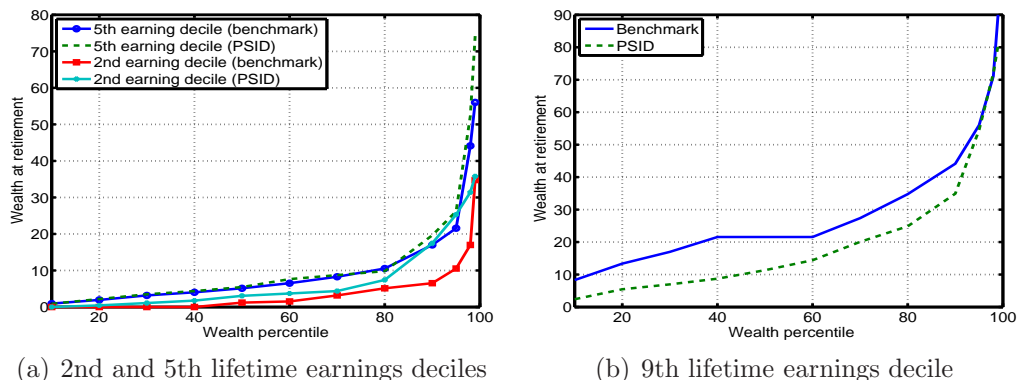 5th earning decile (benchmark)
5th earning decile (PSID)
2nd earning decile (benchmark)
2nd earning decile (PSID)
80
70
60
50
40
30
20
10
0
Wealth at retirement
20
40
60
80
100
Wealth percentile
(a) 2nd and 5th lifetime earnings deciles
Benchmark
PSID
90
80
70
60
50
40
30
20
10
0
Wealth at retirement
20
40
60
80
100
Wealth percentile
(b) 9th lifetime earnings decile